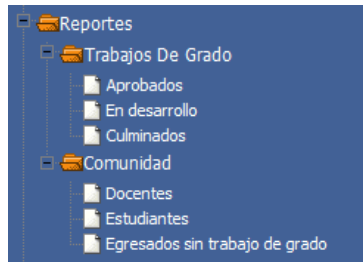 Reportes
Trabajos De Grado
Aprobados
En desarrollo
Culminados
Comunidad
Docentes
Estudiantes
Egresados sin trabajo de grado